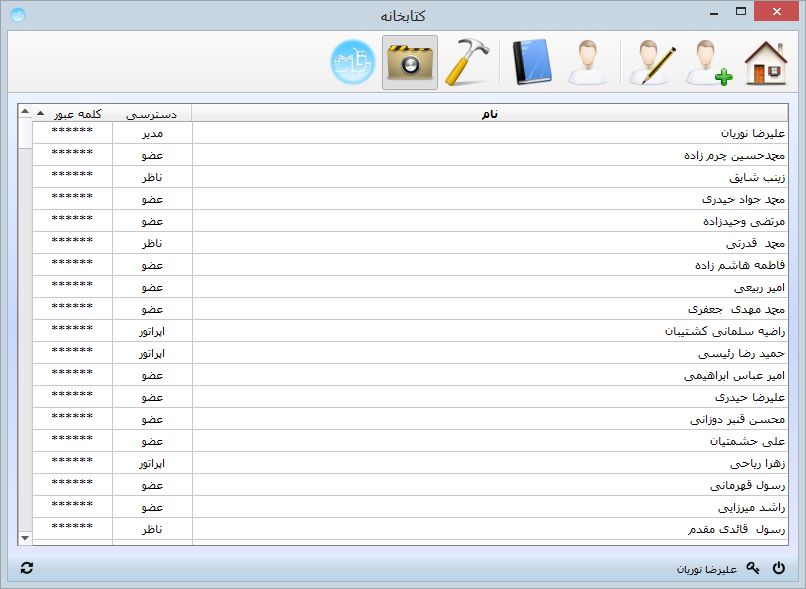 کتابخانه
نام دسترسی کلمه عبور
علیرضا نوریان مدیر ******
محمدحسین چرم زاده عضو ******
زینب شایق ناظر ******
محمد جواد حیدری عضو ******
مرتضی وحیدزاده عضو ******
محمد قدرتی ناظر ******
فاطمه هاشم زاده عضو ******
امیر ربیعی عضو ******
محمد مهدی جعفری عضو ******
راضیه سلمانی کشتیبان اپراتور ******
حمید رضا رئیسی اپراتور ******
امیر عباس ابراهیمی عضو ******
علیرضا حیدری عضو ******
محسن قنبر دوزانی عضو ******
علی حشمتیان عضو ******
زهرا ریاحی اپراتور ******
رسول قهرمانی عضو ******
راشد میرزایی عضو ******
رسول قائدی مقدم ناظر ******
علیرضا نوریان